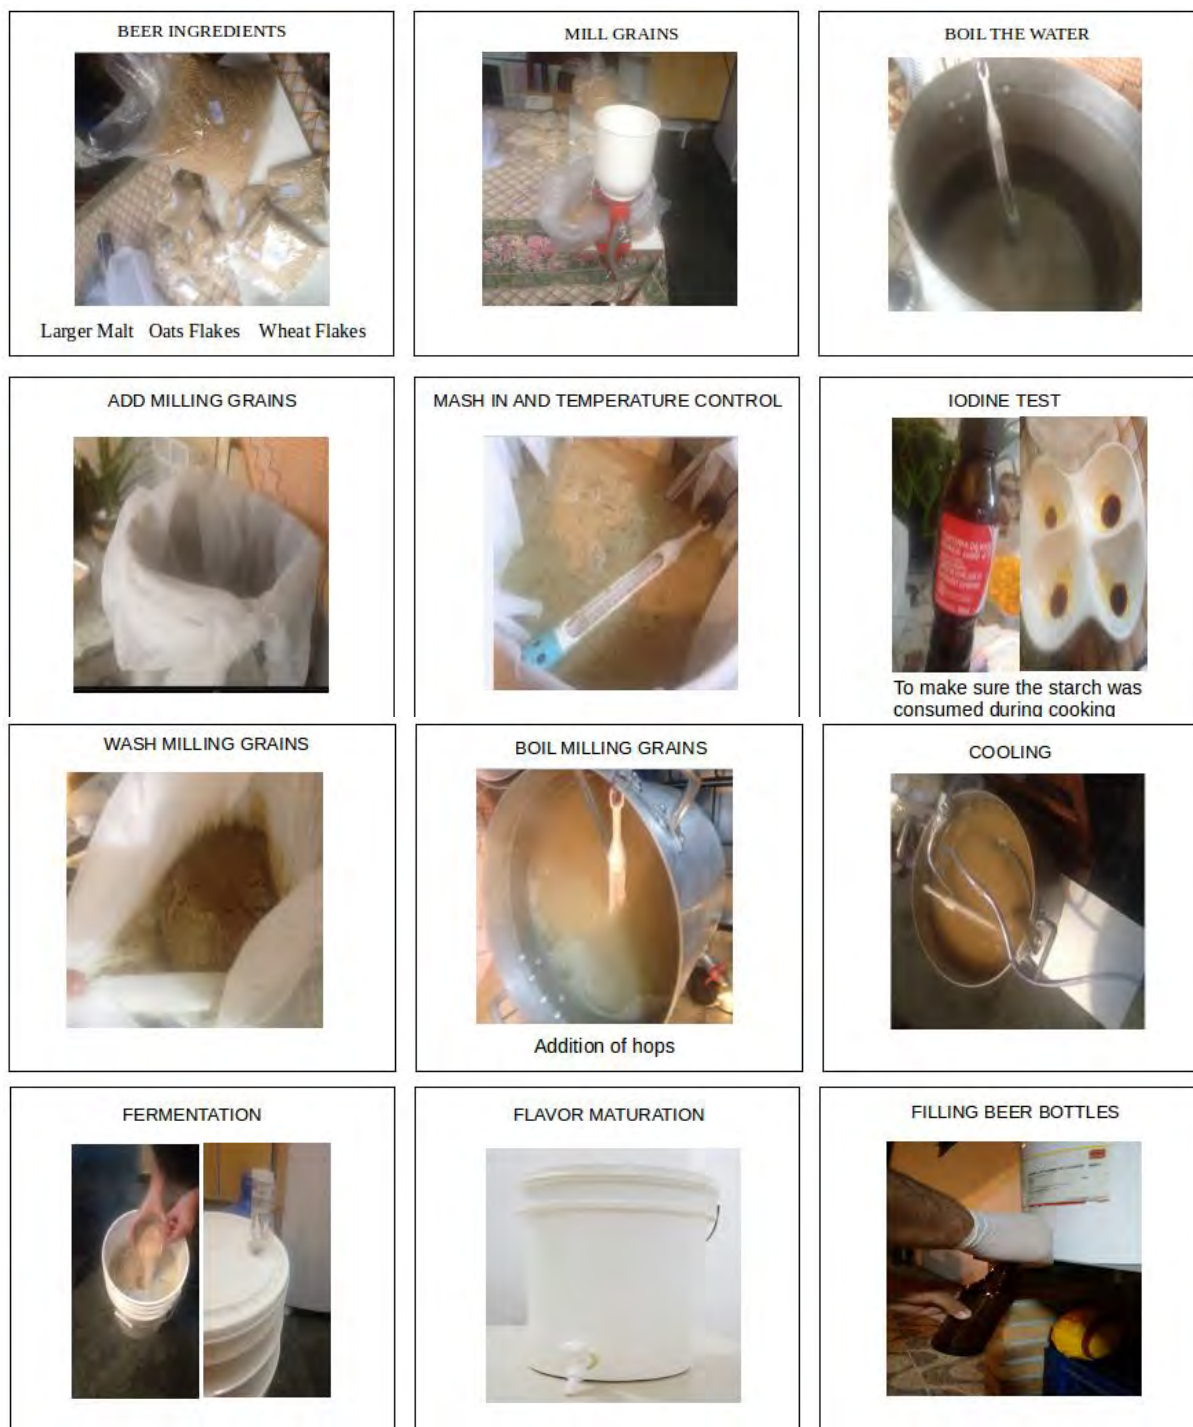 BEER INGREDIENTS
MILL GRAINS
BOIL THE WATER
Larger Malt Oats Flakes Wheat Flakes
ADD MILLING GRAINS
MASH IN AND TEMPERATURE CONTROL
IODINE TEST
To make sure the starch was
consumed during cooking
WASH MILLING GRAINS
BOIL MILLING GRAINS
COOLING
Addition of hops
FERMENTATION
FLAVOR MATURATION
FILLING BEER BOTTLES